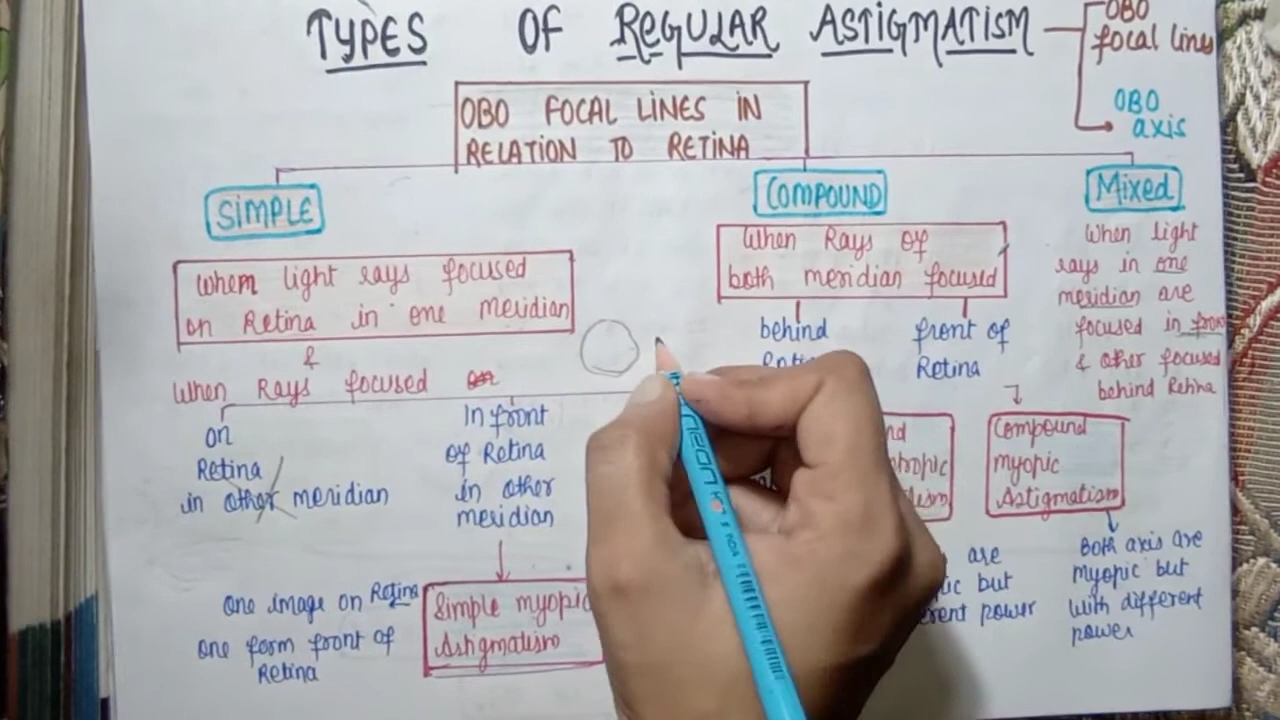 TYPES OF REGULAR ASTIGMATISM
OBO
focal lines
OBO
axis
OBO FOCAL LINES IN
RELATION TO RETINA
SIMPLE
When light rays focused
on Retina in one meridian
&
When Rays focused
on
Retina
in other meridian
In front
of Retina
in other
meridian
One image on Retina
one form front of
Retina
Simple myopic
Astigmatism
COMPOUND
When Rays of
both meridian focused
behind
front of
Retina
Compound
myopic
Astigmatism
are
but
power
Both axis are
myopic but
with different
power
Mixed
When light
rays in one
meridian are
focused in front
& other focused
behind Retina
NEON